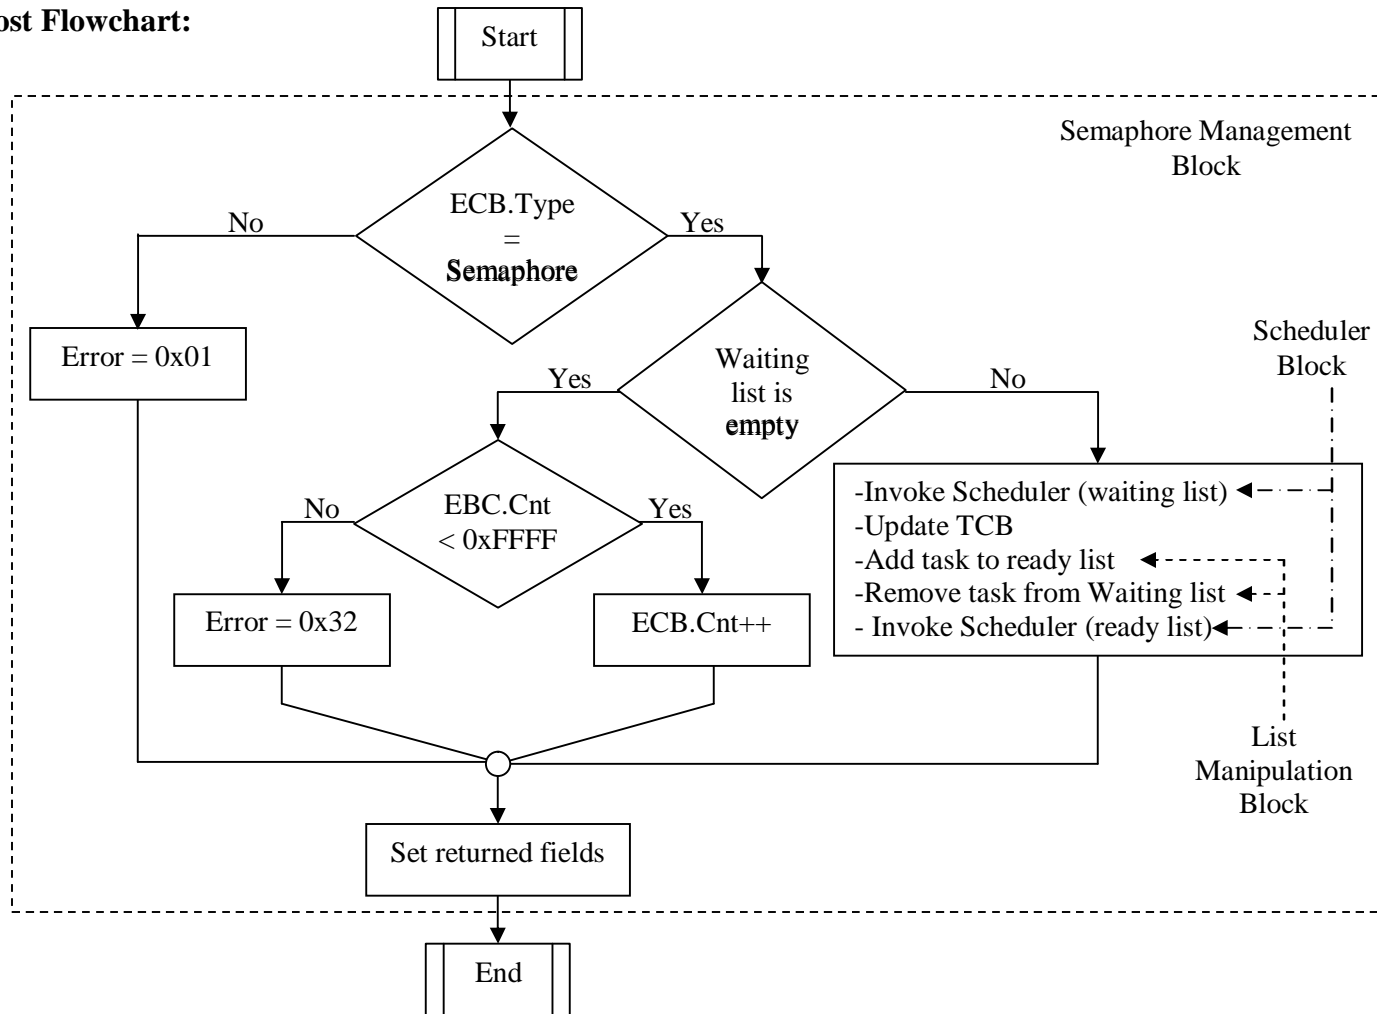 ost Flowchart:
Start
Semaphore Management
Block
ECB.Type
=
Semaphore
No
Yes
Error = 0x01
Waiting
list is
empty
Yes
No
Scheduler
Block
EBC.Cnt
< 0xFFFF
No
Yes
Error = 0x32
ECB.Cnt++
-Invoke Scheduler (waiting list)
-Update TCB
-Add task to ready list
-Remove task from Waiting list
- Invoke Scheduler (ready list)
List
Manipulation
Block
Set returned fields
End